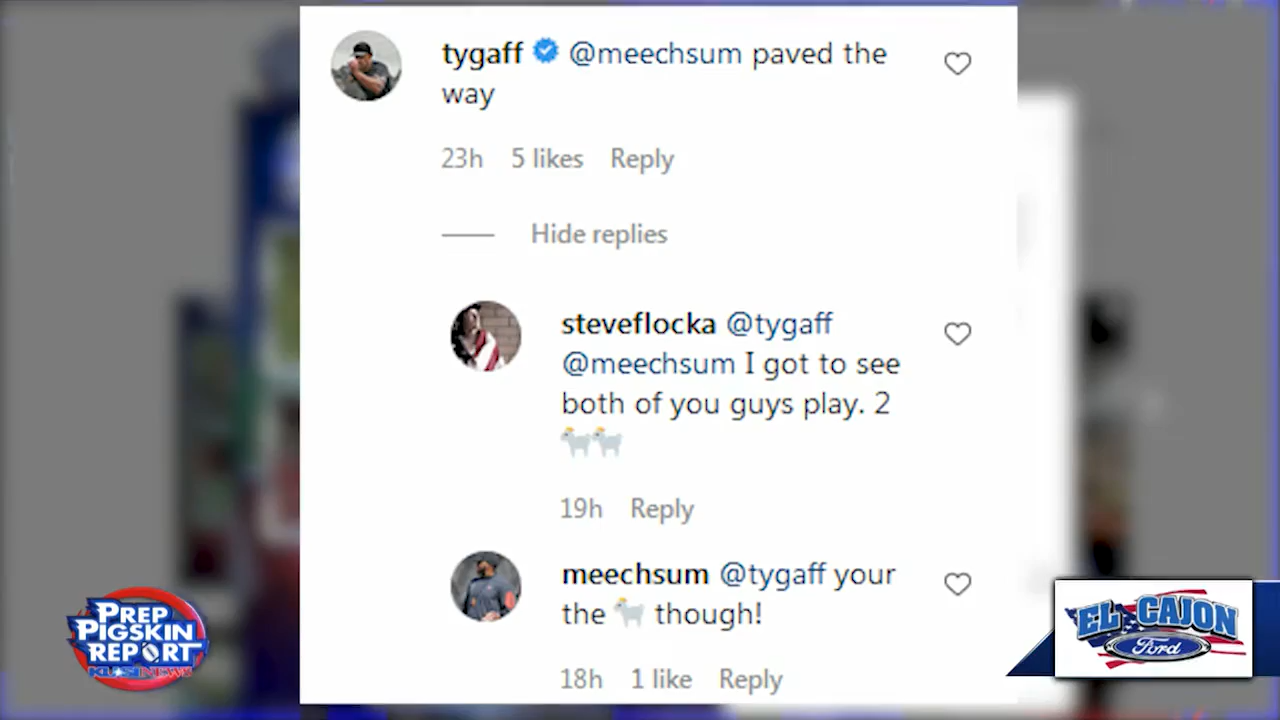 tygaff @meechsum paved the
way
23h 5 likes Reply
Hide replies
steveflocka @tygaff
@meechsum I got to see
both of you guys play. 2
🐐🐐
19h Reply
meechsum @tygaff your
the 🐐 though!
18h 1 like Reply
PREP
PIGSKIN
REPORT
KUSI NEWS
EL CAJON
Ford